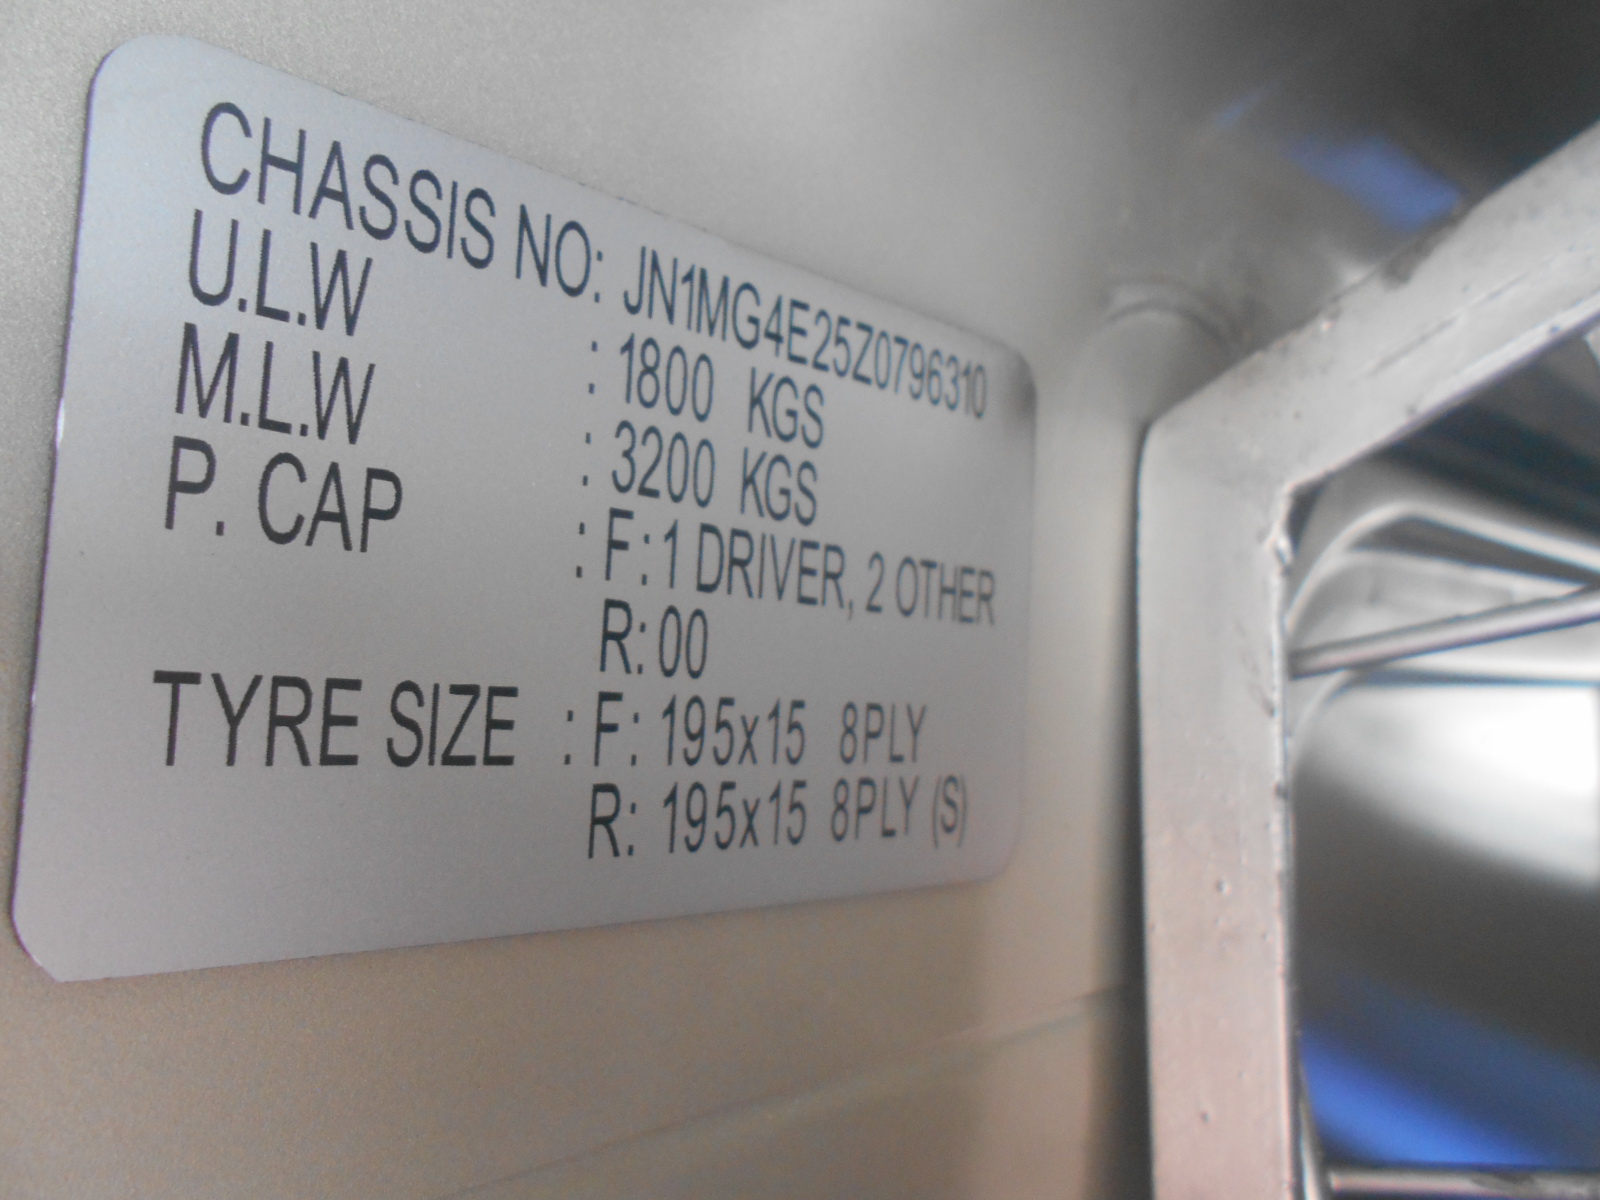 CHASSIS NO: JN1MG4E25Z0796310
U.L.W : 1800 KGS
M.L.W : 3200 KGS
P. CAP : F: 1 DRIVER, 2 OTHER
R: 00
TYRE SIZE : F: 195x15 8PLY
R: 195x15 8PLY (S)